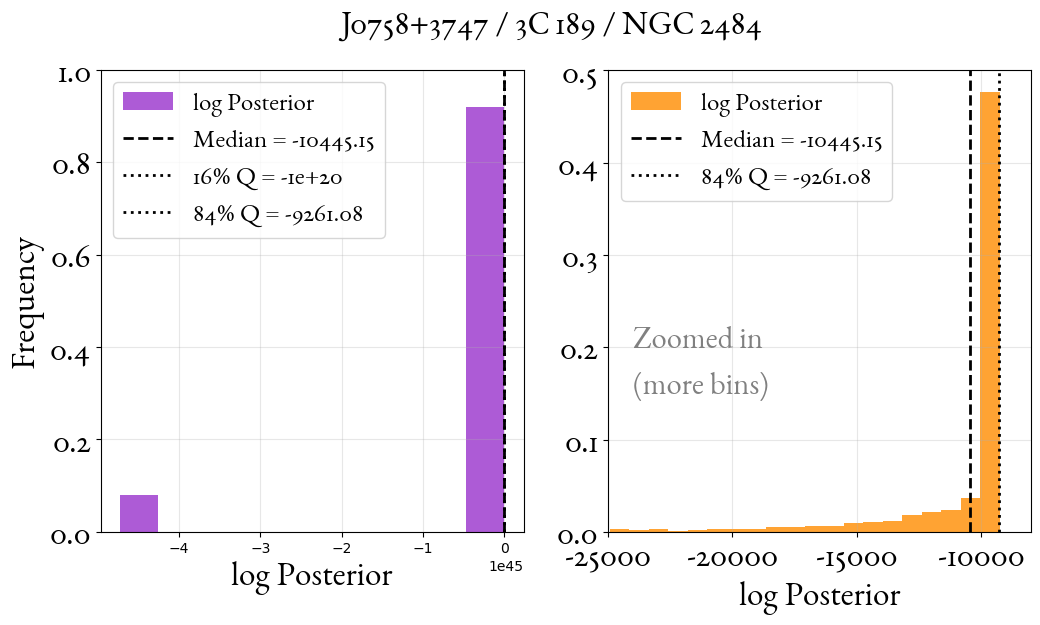 J0758+3747 / 3C 189 / NGC 2484
Frequency
1.0
0.8
0.6
0.4
0.2
0.0
log Posterior
Median = -10445.15
16% Q = -1e+20
84% Q = -9261.08
−4
−3
−2
−1
0
1e45
log Posterior
0.5
0.4
0.3
0.2
0.1
0.0
log Posterior
Median = -10445.15
84% Q = -9261.08
Zoomed in
(more bins)
-25000
-20000
-15000
-10000
log Posterior